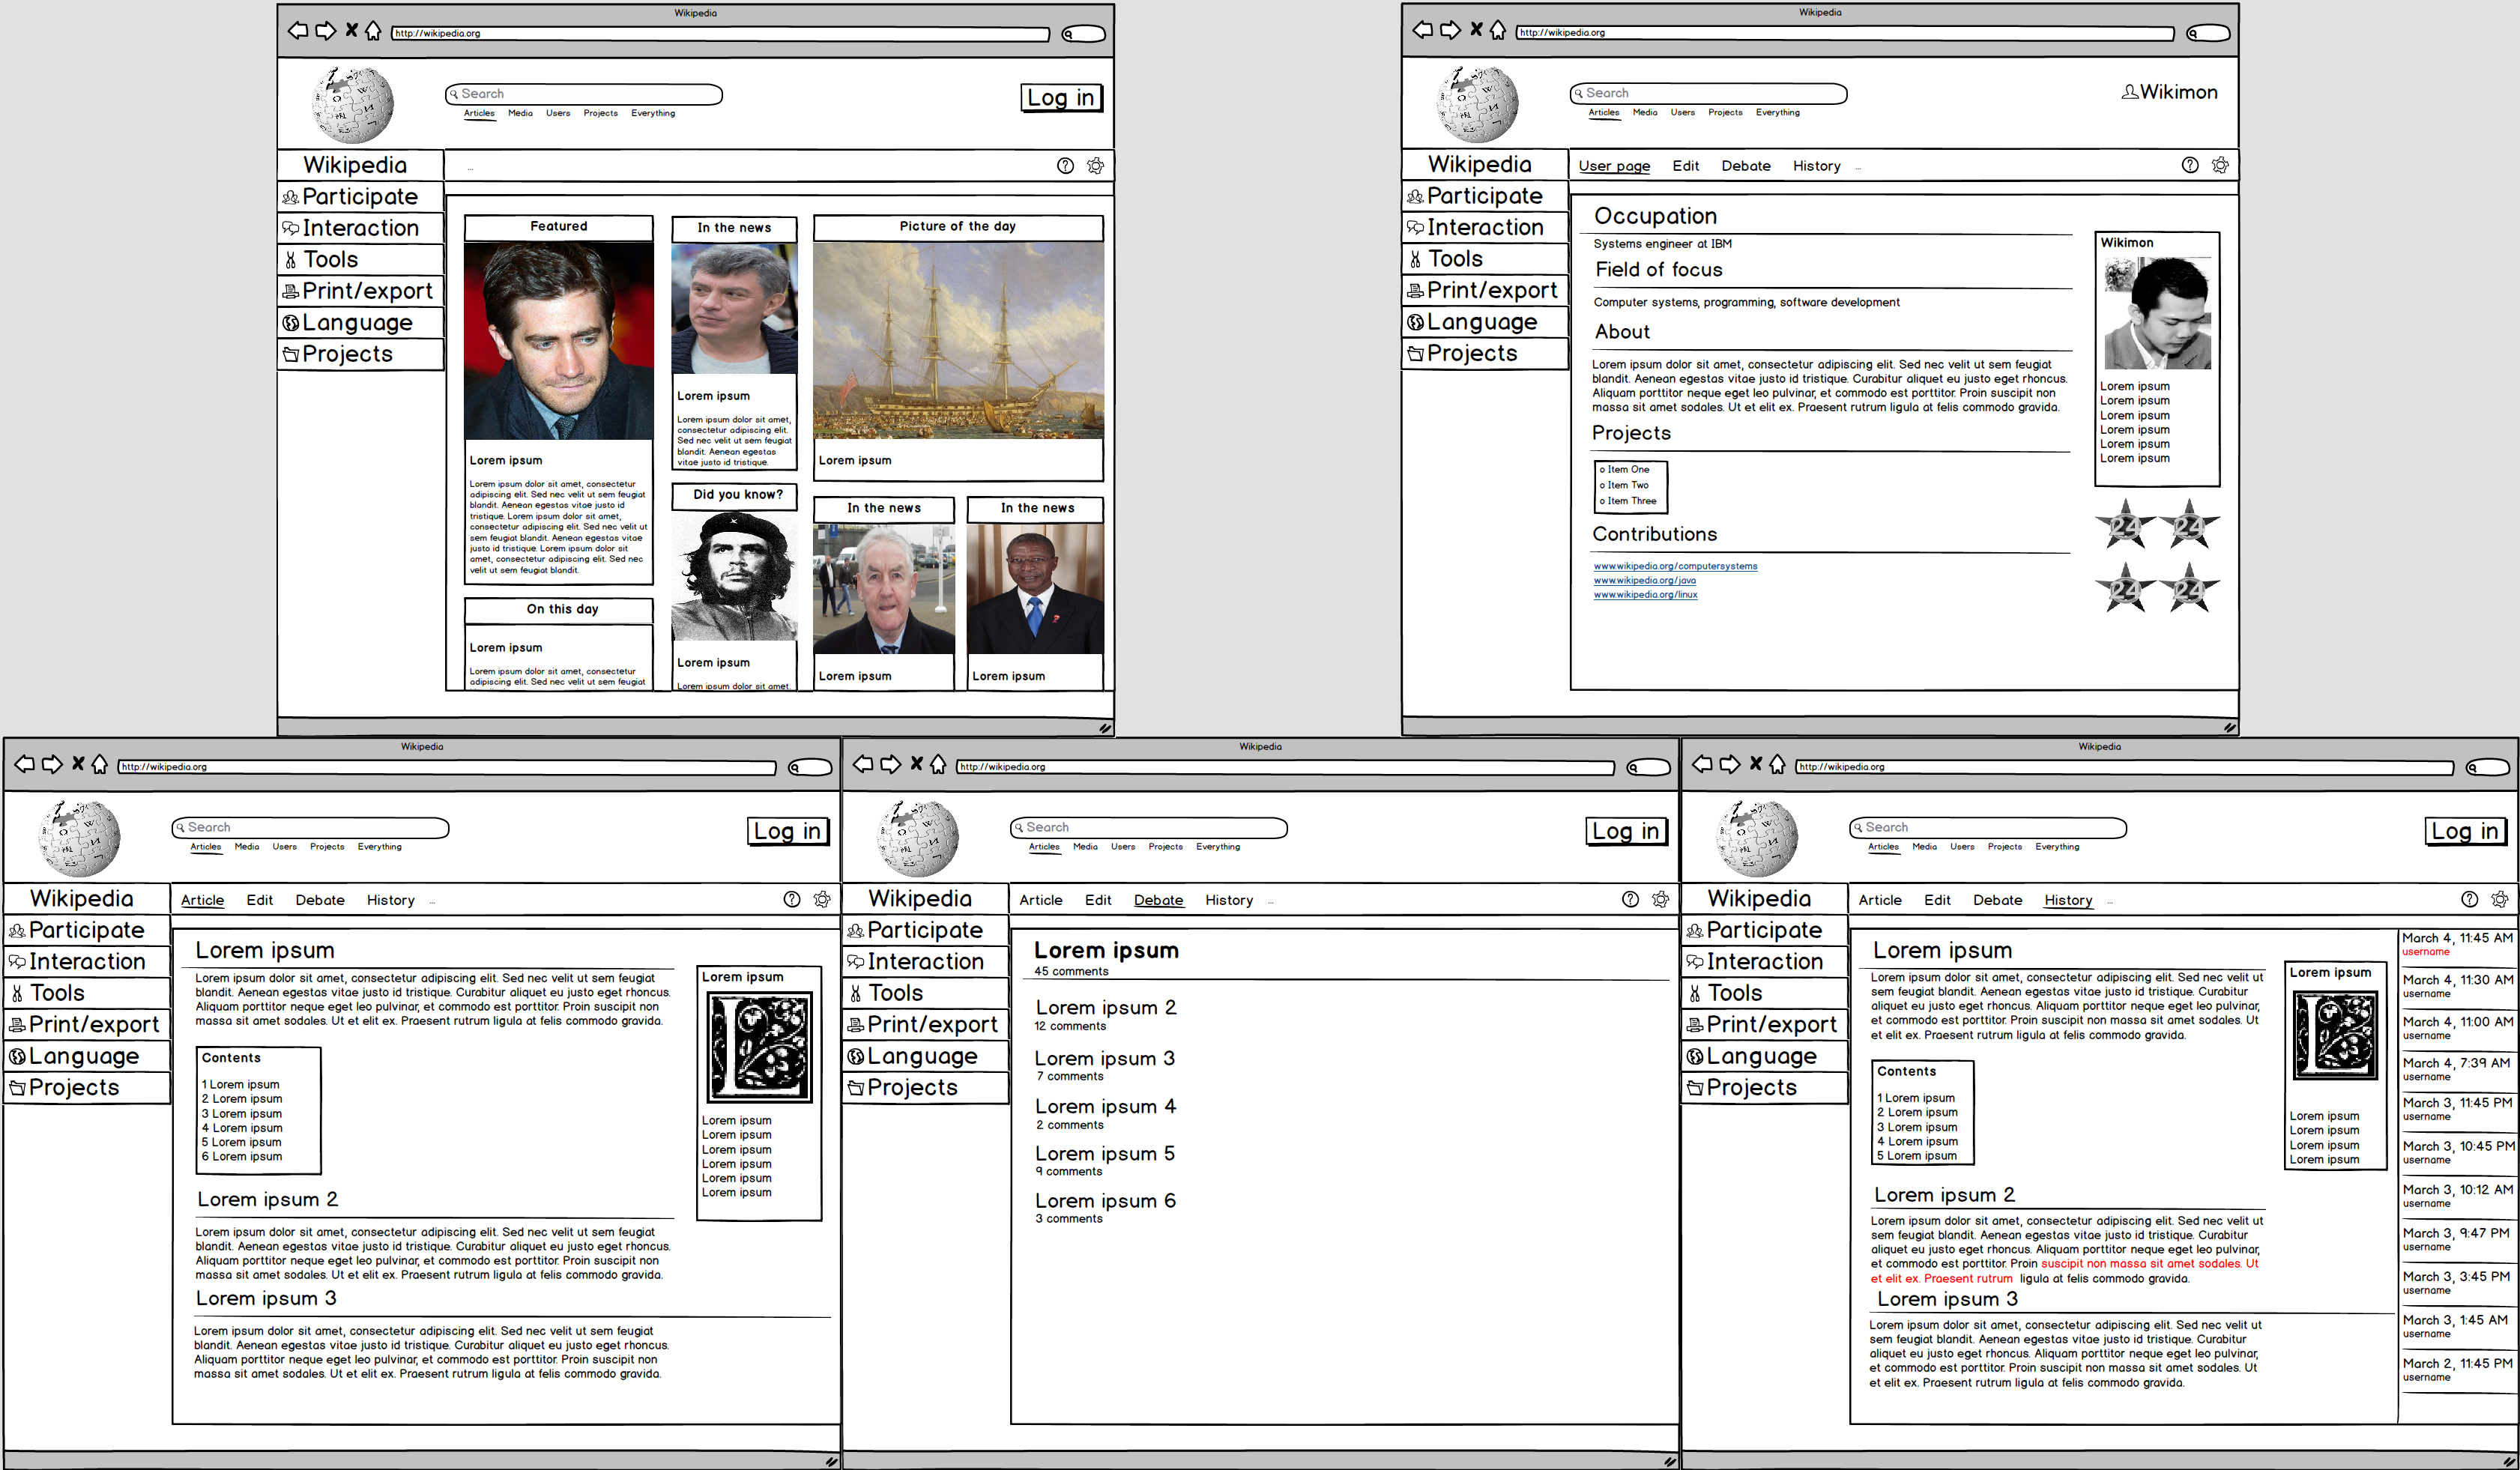 Wikipedia
http://wikipedia.org
Search
Articles Media Users Projects Everything
Log in
Wikipedia
...
Participate
Interaction
Tools
Print/export
Language
Projects
Featured
Lorem ipsum
Lorem ipsum dolor sit amet, consectetur
adipiscing elit. Sed nec velit ut sem feugiat
blandit. Aenean egestas vitae justo id
tristique. Lorem ipsum dolor sit amet,
consectetur adipiscing elit. Sed nec velit ut
sem feugiat blandit. Aenean egestas vitae
justo id tristique. Lorem ipsum dolor sit
amet, consectetur adipiscing elit. Sed nec
velit ut sem feugiat blandit.
On this day
Lorem ipsum
Lorem ipsum dolor sit amet, consectetur
adipiscing elit. Sed nec velit ut sem feugiat
In the news
Lorem ipsum
Lorem ipsum dolor sit amet,
consectetur adipiscing elit.
Sed nec velit ut sem feugiat
blandit. Aenean egestas
vitae justo id tristique.
Did you know?
Lorem ipsum
Lorem ipsum dolor sit amet,
Picture of the day
Lorem ipsum
In the news
Lorem ipsum
In the news
Lorem ipsum
Wikipedia
http://wikipedia.org
Search
Articles Media Users Projects Everything
Wikimon
Wikipedia
User page Edit Debate History ...
Participate
Interaction
Tools
Print/export
Language
Projects
Occupation
Systems engineer at IBM
Field of focus
Computer systems, programming, software development
About
Lorem ipsum dolor sit amet, consectetur adipiscing elit. Sed nec velit ut sem feugiat
blandit. Aenean egestas vitae justo id tristique. Curabitur aliquet eu justo eget rhoncus.
Aliquam porttitor neque eget leo pulvinar, et commodo est porttitor. Proin suscipit non
massa sit amet sodales. Ut et elit ex. Praesent rutrum ligula at felis commodo gravida.
Projects
o Item One
o Item Two
o Item Three
Contributions
www.wikipedia.org/computersystems
www.wikipedia.org/java
www.wikipedia.org/linux
Wikimon
Lorem ipsum
Lorem ipsum
Lorem ipsum
Lorem ipsum
Lorem ipsum
Lorem ipsum
24 24
24 24
Wikipedia
http://wikipedia.org
Search
Articles Media Users Projects Everything
Log in
Wikipedia
Article Edit Debate History ...
Participate
Interaction
Tools
Print/export
Language
Projects
Lorem ipsum
Lorem ipsum dolor sit amet, consectetur adipiscing elit. Sed nec velit ut sem feugiat
blandit. Aenean egestas vitae justo id tristique. Curabitur aliquet eu justo eget rhoncus.
Aliquam porttitor neque eget leo pulvinar, et commodo est porttitor. Proin suscipit non
massa sit amet sodales. Ut et elit ex. Praesent rutrum ligula at felis commodo gravida.
Contents
1 Lorem ipsum
2 Lorem ipsum
3 Lorem ipsum
4 Lorem ipsum
5 Lorem ipsum
6 Lorem ipsum
Lorem ipsum 2
Lorem ipsum dolor sit amet, consectetur adipiscing elit. Sed nec velit ut sem feugiat
blandit. Aenean egestas vitae justo id tristique. Curabitur aliquet eu justo eget rhoncus.
Aliquam porttitor neque eget leo pulvinar, et commodo est porttitor. Proin suscipit non
massa sit amet sodales. Ut et elit ex. Praesent rutrum ligula at felis commodo gravida.
Lorem ipsum 3
Lorem ipsum dolor sit amet, consectetur adipiscing elit. Sed nec velit ut sem feugiat
blandit. Aenean egestas vitae justo id tristique. Curabitur aliquet eu justo eget rhoncus.
Aliquam porttitor neque eget leo pulvinar, et commodo est porttitor. Proin suscipit non
massa sit amet sodales. Ut et elit ex. Praesent rutrum ligula at felis commodo gravida.
Lorem ipsum
L
Lorem ipsum
Lorem ipsum
Lorem ipsum
Lorem ipsum
Lorem ipsum
Lorem ipsum
Wikipedia
http://wikipedia.org
Search
Articles Media Users Projects Everything
Log in
Wikipedia
Article Edit Debate History ...
Participate
Interaction
Tools
Print/export
Language
Projects
Lorem ipsum
45 comments
Lorem ipsum 2
12 comments
Lorem ipsum 3
7 comments
Lorem ipsum 4
2 comments
Lorem ipsum 5
9 comments
Lorem ipsum 6
3 comments
Wikipedia
http://wikipedia.org
Search
Articles Media Users Projects Everything
Log in
Wikipedia
Article Edit Debate History ...
Participate
Interaction
Tools
Print/export
Language
Projects
Lorem ipsum
Lorem ipsum dolor sit amet, consectetur adipiscing elit. Sed nec velit ut
sem feugiat blandit. Aenean egestas vitae justo id tristique. Curabitur
aliquet eu justo eget rhoncus. Aliquam porttitor neque eget leo pulvinar,
et commodo est porttitor. Proin suscipit non massa sit amet sodales. Ut
et elit ex. Praesent rutrum ligula at felis commodo gravida.
Contents
1 Lorem ipsum
2 Lorem ipsum
3 Lorem ipsum
4 Lorem ipsum
5 Lorem ipsum
Lorem ipsum 2
Lorem ipsum dolor sit amet, consectetur adipiscing elit. Sed nec velit ut
sem feugiat blandit. Aenean egestas vitae justo id tristique. Curabitur
aliquet eu justo eget rhoncus. Aliquam porttitor neque eget leo pulvinar,
et commodo est porttitor. Proin suscipit non massa sit amet sodales. Ut
et elit ex. Praesent rutrum ligula at felis commodo gravida.
Lorem ipsum 3
Lorem ipsum dolor sit amet, consectetur adipiscing elit. Sed nec velit ut
sem feugiat blandit. Aenean egestas vitae justo id tristique. Curabitur
aliquet eu justo eget rhoncus. Aliquam porttitor neque eget leo pulvinar,
et commodo est porttitor. Proin suscipit non massa sit amet sodales. Ut
et elit ex. Praesent rutrum ligula at felis commodo gravida.
Lorem ipsum
L
Lorem ipsum
Lorem ipsum
Lorem ipsum
Lorem ipsum
March 4, 11:45 AM
username
March 4, 11:30 AM
username
March 4, 11:00 AM
username
March 4, 7:39 AM
username
March 3, 11:45 PM
username
March 3, 10:45 PM
username
March 3, 10:12 AM
username
March 3, 9:47 PM
username
March 3, 3:45 PM
username
March 3, 1:45 AM
username
March 2, 11:45 PM
username